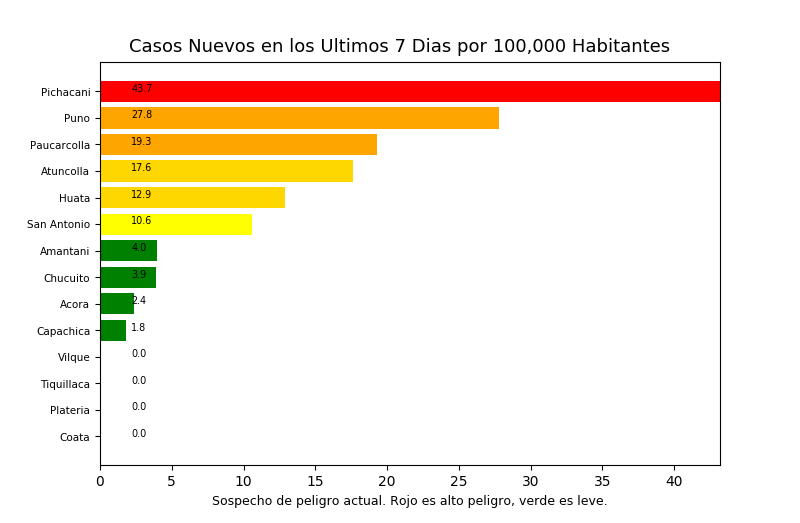 Casos Nuevos en los Ultimos 7 Dias por 100,000 Habitantes
Pichacani 43.7
Puno 27.8
Paucarcolla 19.3
Atuncolla 17.6
Huata 12.9
San Antonio 10.6
Amantani 4.0
Chucuito 3.9
Acora 2.4
Capachica 1.8
Vilque 0.0
Tiquillaca 0.0
Plateria 0.0
Coata 0.0
0 5 10 15 20 25 30 35 40
Sospecho de peligro actual. Rojo es alto peligro, verde es leve.